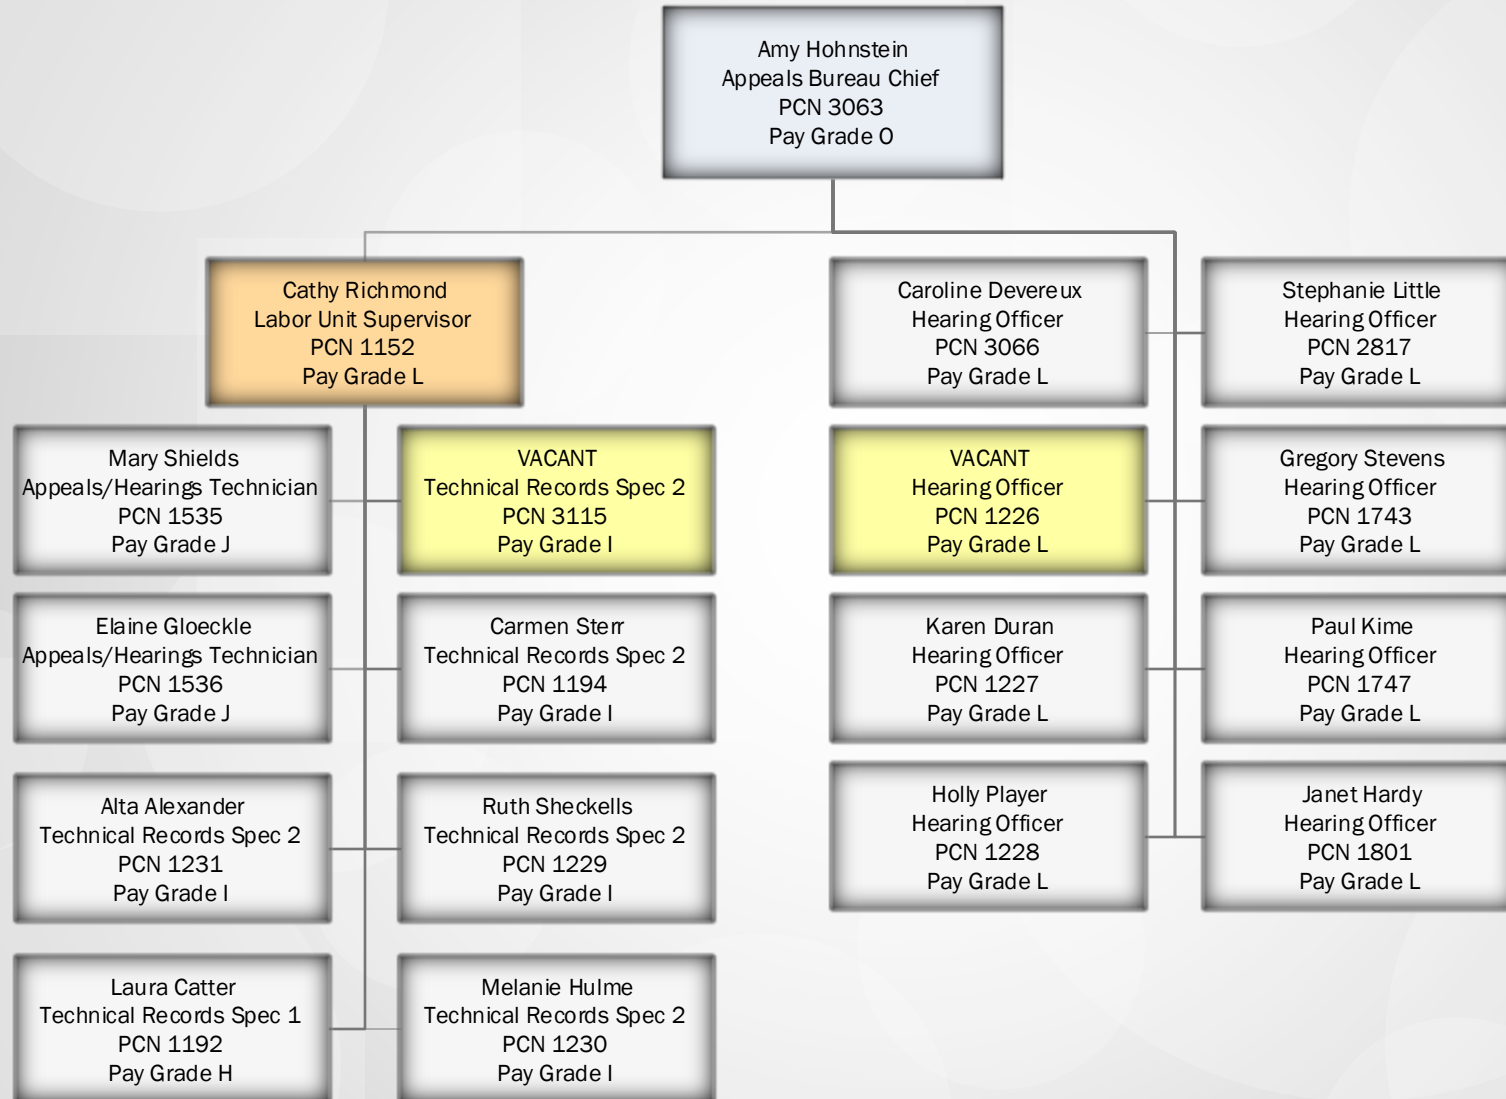 Amy Hohnstein
Appeals Bureau Chief
PCN 3063
Pay Grade O
Cathy Richmond
Labor Unit Supervisor
PCN 1152
Pay Grade L
Mary Shields
Appeals/Hearings Technician
PCN 1535
Pay Grade J
VACANT
Technical Records Spec 2
PCN 3115
Pay Grade I
Elaine Gloeckle
Appeals/Hearings Technician
PCN 1536
Pay Grade J
Carmen Sterr
Technical Records Spec 2
PCN 1194
Pay Grade I
Alta Alexander
Technical Records Spec 2
PCN 1231
Pay Grade I
Ruth Sheckells
Technical Records Spec 2
PCN 1229
Pay Grade I
Laura Catter
Technical Records Spec 1
PCN 1192
Pay Grade H
Melanie Hulme
Technical Records Spec 2
PCN 1230
Pay Grade I
Caroline Devereux
Hearing Officer
PCN 3066
Pay Grade L
Stephanie Little
Hearing Officer
PCN 2817
Pay Grade L
VACANT
Hearing Officer
PCN 1226
Pay Grade L
Gregory Stevens
Hearing Officer
PCN 1743
Pay Grade L
Karen Duran
Hearing Officer
PCN 1227
Pay Grade L
Paul Kime
Hearing Officer
PCN 1747
Pay Grade L
Holly Player
Hearing Officer
PCN 1228
Pay Grade L
Janet Hardy
Hearing Officer
PCN 1801
Pay Grade L